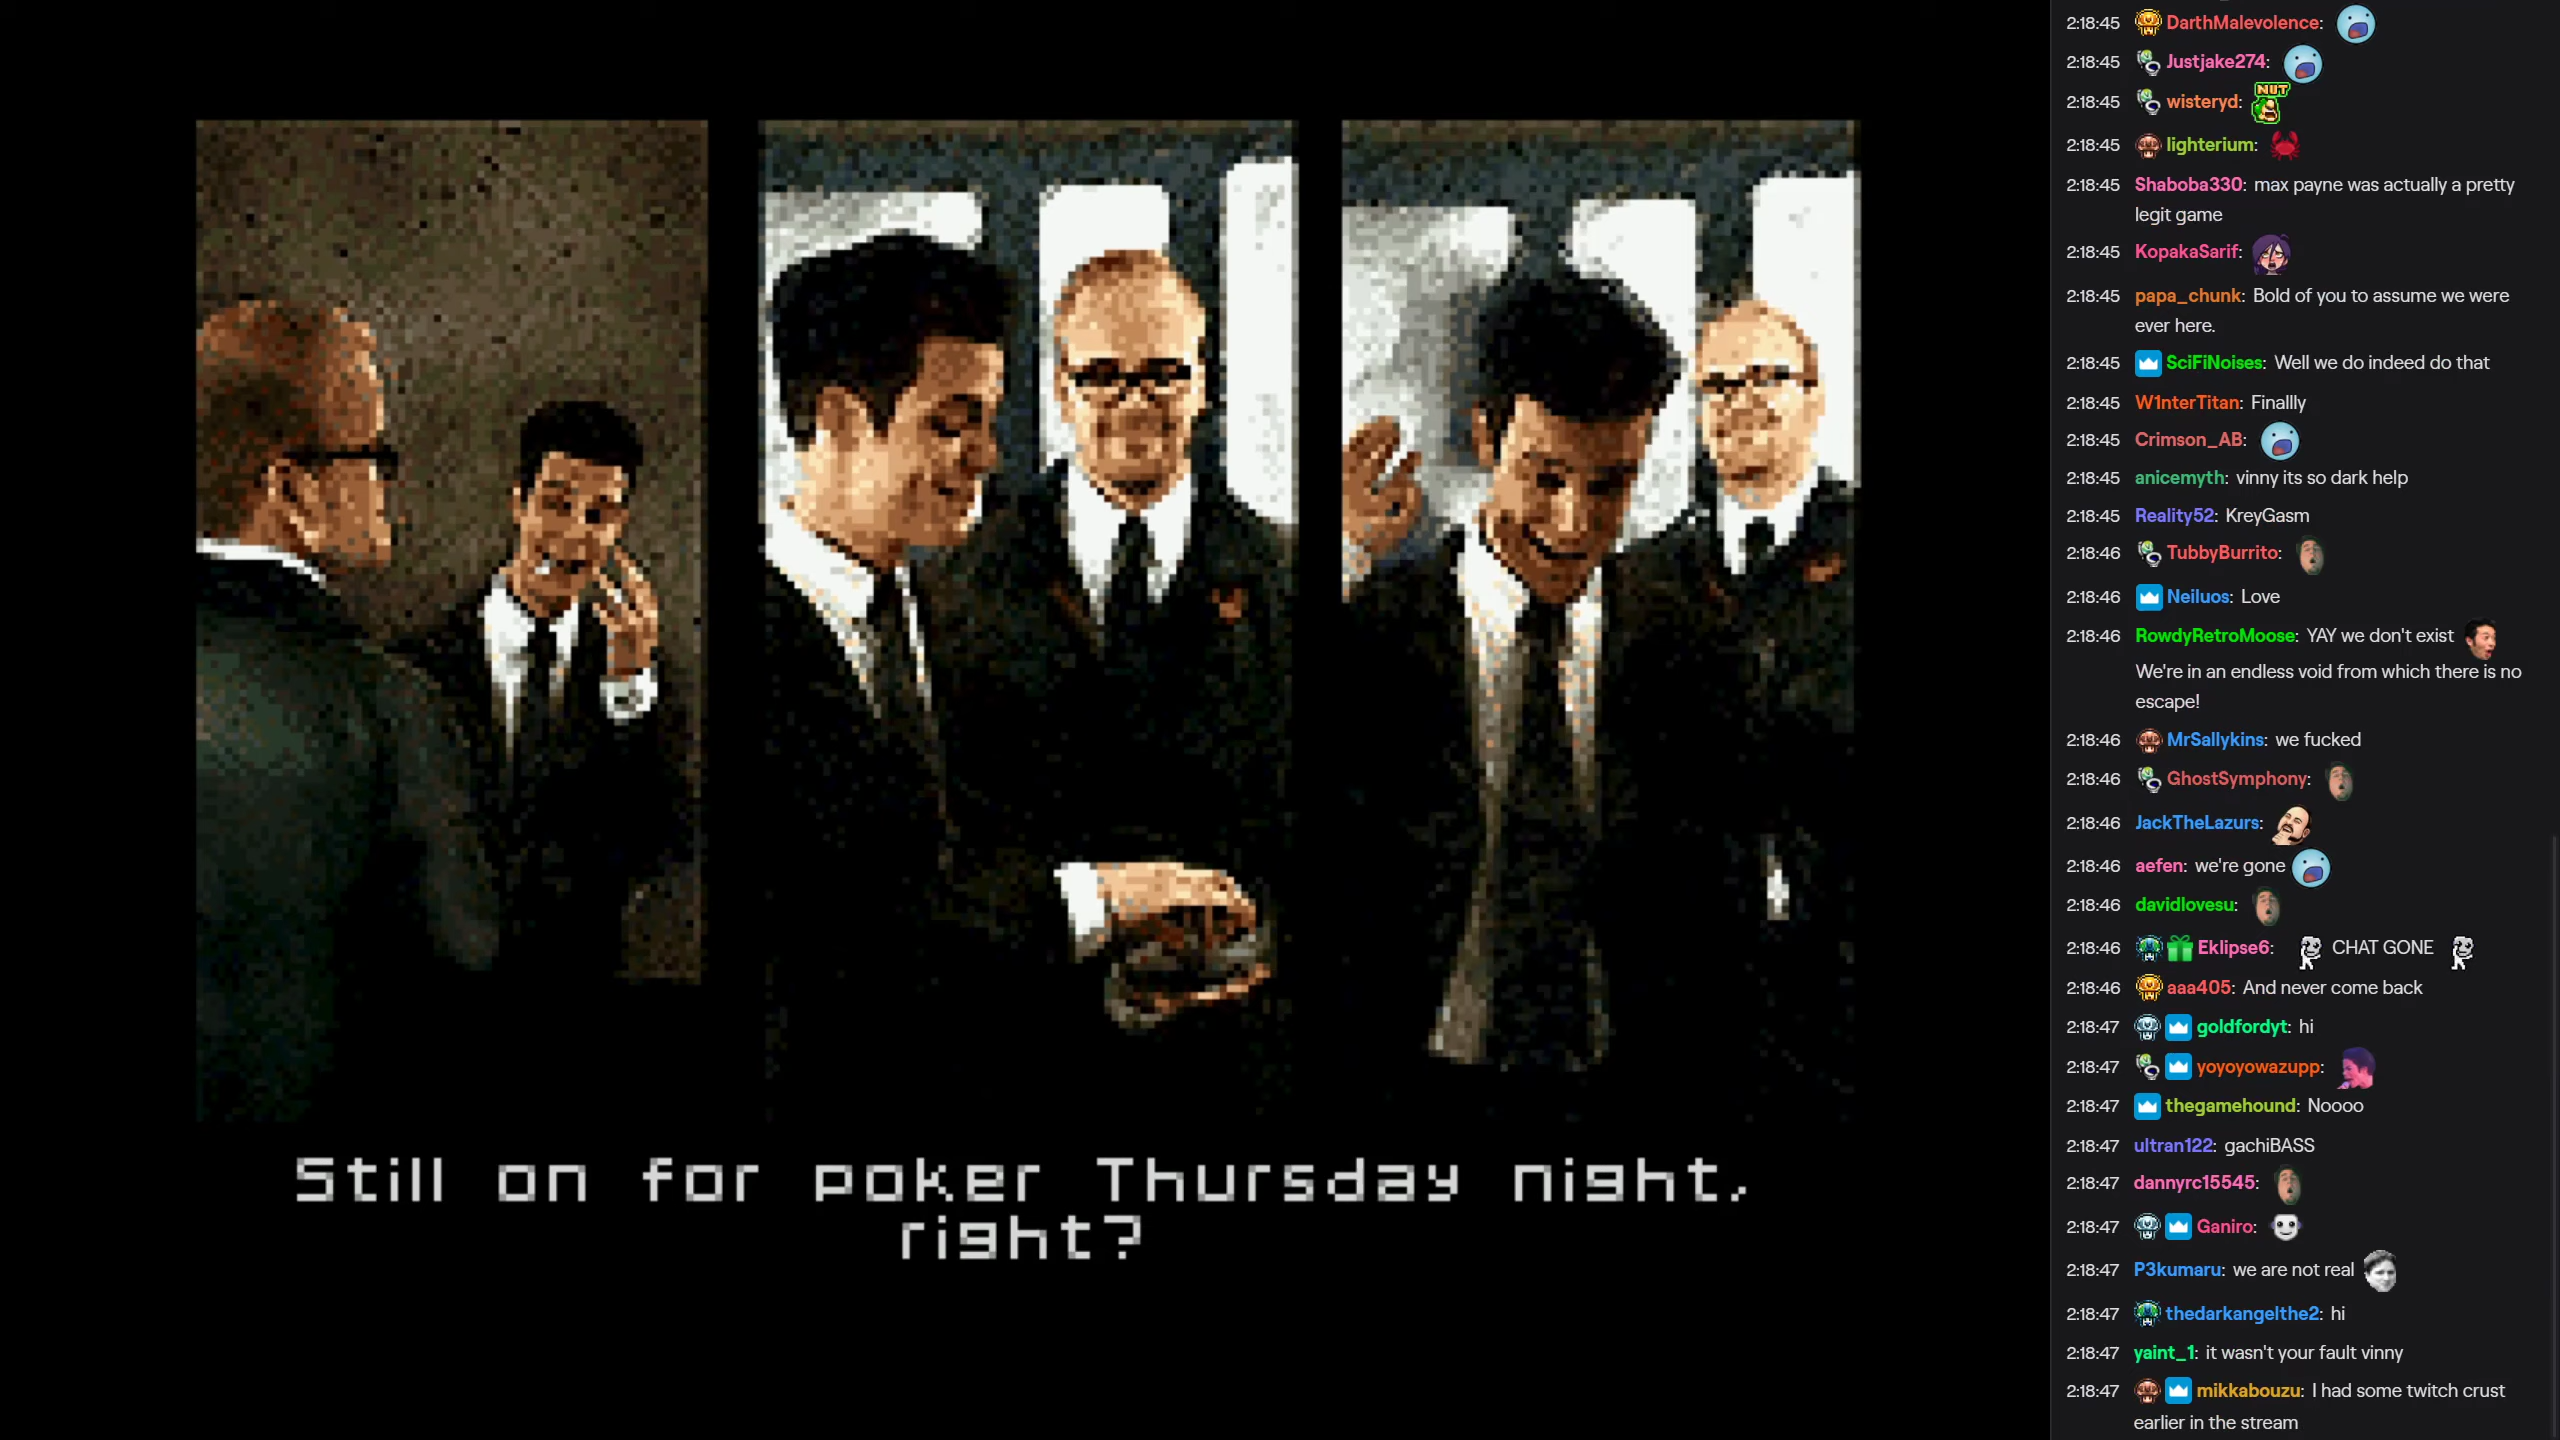 Still on for poker Thursday night,
right?
2:18:45 DarthMalevolence:
2:18:45 Justjake274:
2:18:45 wisteryd: NUT
2:18:45 lighterium:
2:18:45 Shaboba330: max payne was actually a pretty
legit game
2:18:45 KopakaSarif:
2:18:45 papa_chunk: Bold of you to assume we were
ever here.
2:18:45 SciFiNoises: Well we do indeed do that
2:18:45 W1nterTitan: Finallly
2:18:45 Crimson_AB:
2:18:45 anicemyth: vinny its so dark help
2:18:45 Reality52: KreyGasm
2:18:46 TubbyBurrito:
2:18:46 Neiluos: Love
2:18:46 RowdyRetroMoose: YAY we don't exist
We're in an endless void from which there is no
escape!
2:18:46 MrSallykins: we fucked
2:18:46 GhostSymphony:
2:18:46 JackTheLazurs:
2:18:46 aefen: we're gone
2:18:46 davidlovesu:
2:18:46 Eklipse6: CHAT GONE
2:18:46 aaa405: And never come back
2:18:47 goldfordyt: hi
2:18:47 yoyoyowazupp:
2:18:47 thegamehound: Noooo
2:18:47 ultran122: gachiBASS
2:18:47 dannyrc15545:
2:18:47 Ganiro:
2:18:47 P3kumaru: we are not real
2:18:47 thedarkangelthe2: hi
2:18:47 yaint_1: it wasn't your fault vinny
2:18:47 mikkabouzu: I had some twitch crust
earlier in the stream